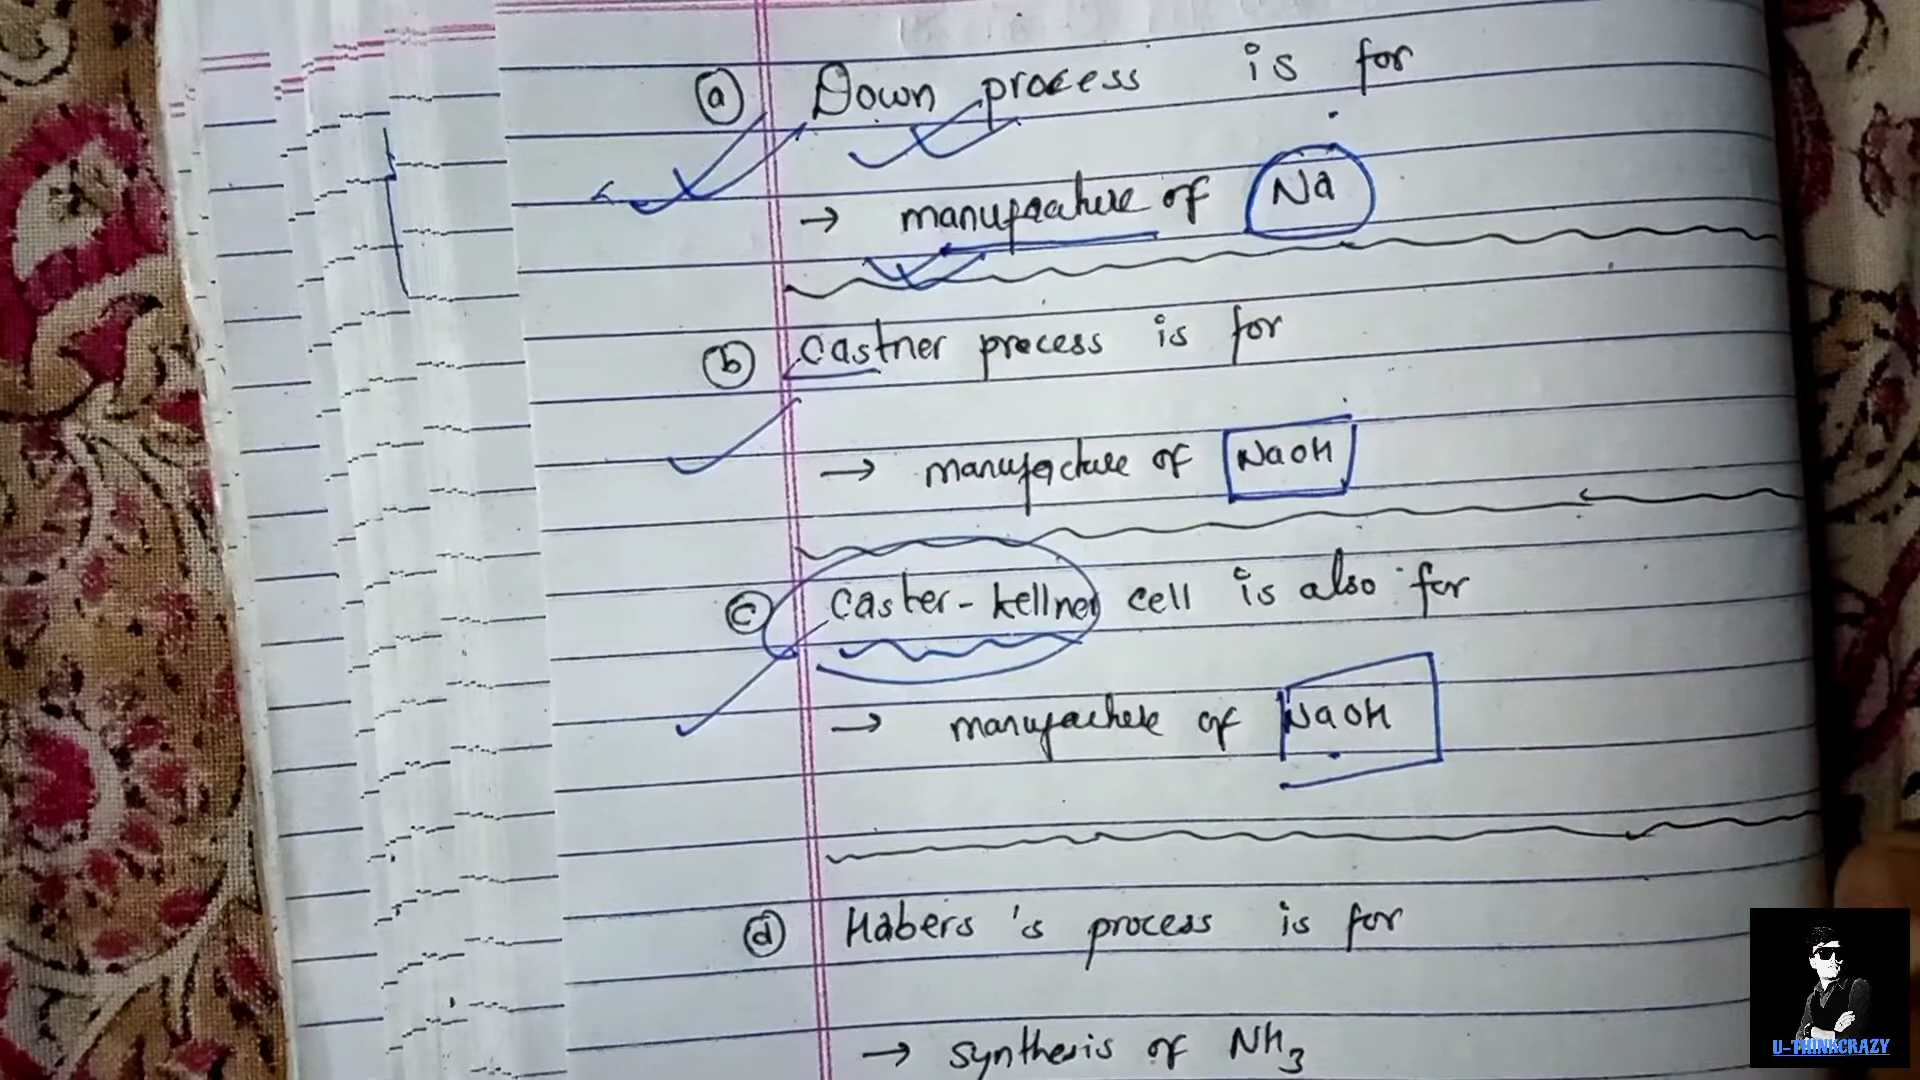 (a) Down process is for
→ manufacture of Na
(b) Castner process is for
→ manufacture of NaOH
(c) Caster-kellner cell is also for
→ manufacture of NaOH
(d) Habers 's process is for
→ synthesis of NH3
U-THINKCRAZY